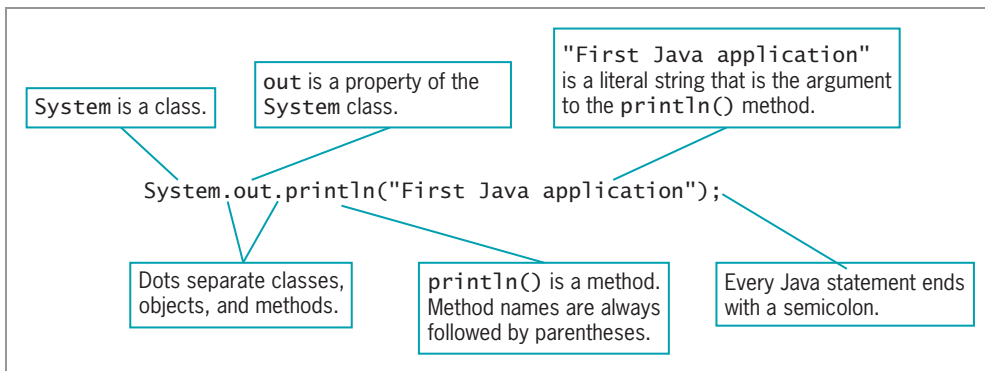 System is a class.
out is a property of the
System class.
"First Java application"
is a literal string that is the argument
to the println() method.
System.out.println("First Java application");
Dots separate classes,
objects, and methods.
println() is a method.
Method names are always
followed by parentheses.
Every Java statement ends
with a semicolon.